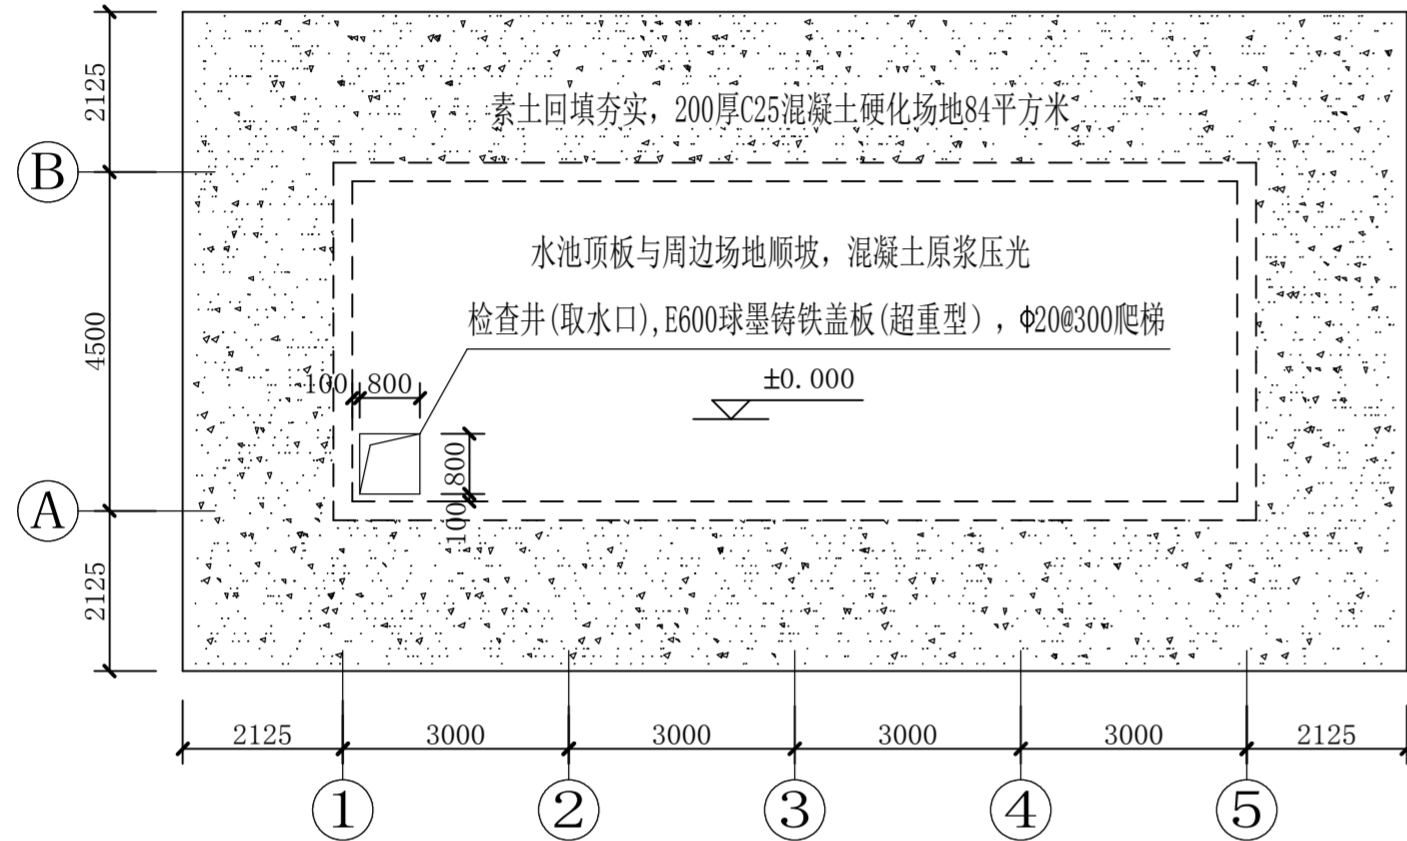 素土回填夯实，200厚C25混凝土硬化场地84平方米
水池顶板与周边场地顺坡，混凝土原浆压光
检查井(取水口),E600球墨铸铁盖板(超重型），Φ20@300爬梯
±0.000
100 800
800
100
2125
B
4500
A
2125
2125 3000 3000 3000 3000 2125
1 2 3 4 5